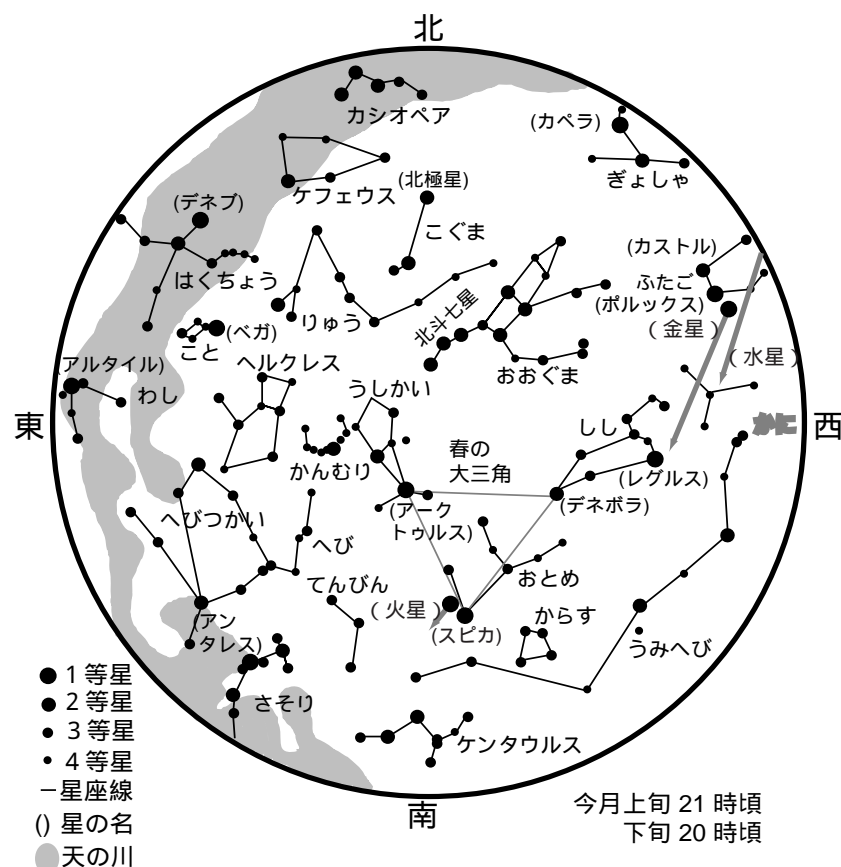 北
カシオペア
(カペラ)
ぎょしゃ
ケフェウス
(北極星)
こぐま
(デネブ)
はくちょう
(カストル)
ふたご
(ポルックス)
(金星)
(水星)
りゅう
北斗七星
おおぐま
(ベガ)
こと
ヘルクレス
(アルタイル)
わし
うしかい
東
西
かに
しし
(レグルス)
かんむり
春の
大三角
(アーク
トゥルス)
(デネボラ)
へびつかい
へび
てんびん
おとめ
(火星)
(スピカ)
からす
うみへび
(アン
タレス)
さそり
ケンタウルス
南
1等星
2等星
3等星
4等星
星座線
() 星の名
天の川
今月上旬 21 時頃
下旬 20 時頃